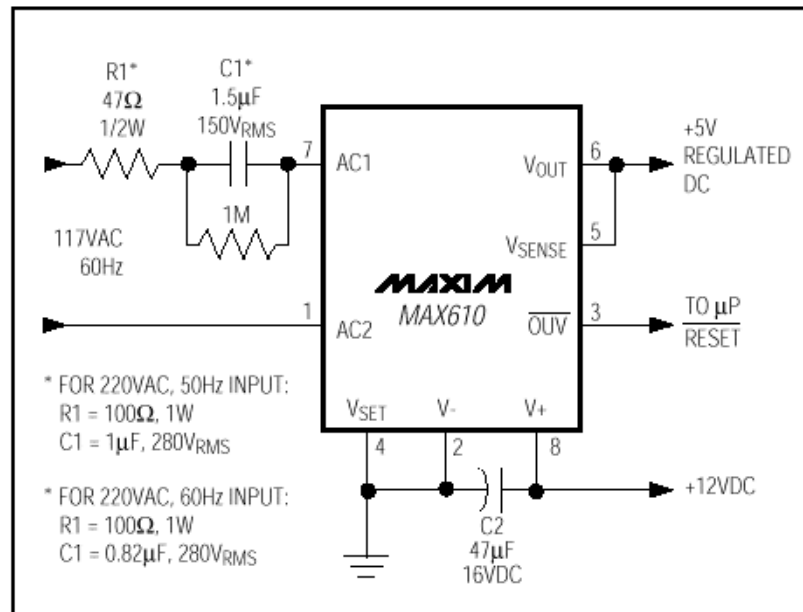 R1*
47Ω
1/2W
C1*
1.5µF
150VRMS
1M
117VAC
60Hz
7
AC1
1
AC2
VOUT
6
VSENSE
5
MAXIM
MAX610
OUV
3
VSET
4
V-
2
V+
8
+5V
REGULATED
DC
TO µP
RESET
+12VDC
C2
47µF
16VDC
* FOR 220VAC, 50Hz INPUT:
R1 = 100Ω, 1W
C1 = 1µF, 280VRMS
* FOR 220VAC, 60Hz INPUT:
R1 = 100Ω, 1W
C1 = 0.82µF, 280VRMS